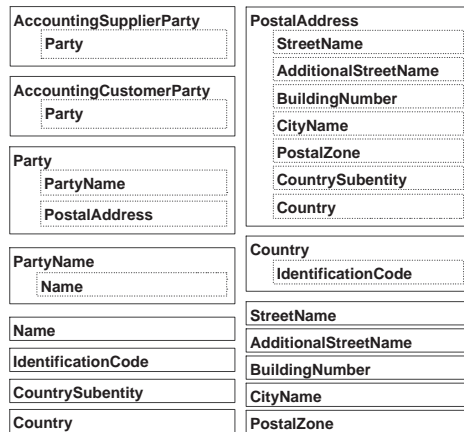 AccountingSupplierParty
Party
AccountingCustomerParty
Party
Party
PartyName
PostalAddress
PartyName
Name
Name
IdentificationCode
CountrySubentity
Country
PostalAddress
StreetName
AdditionalStreetName
BuildingNumber
CityName
PostalZone
CountrySubentity
Country
Country
IdentificationCode
StreetName
AdditionalStreetName
BuildingNumber
CityName
PostalZone